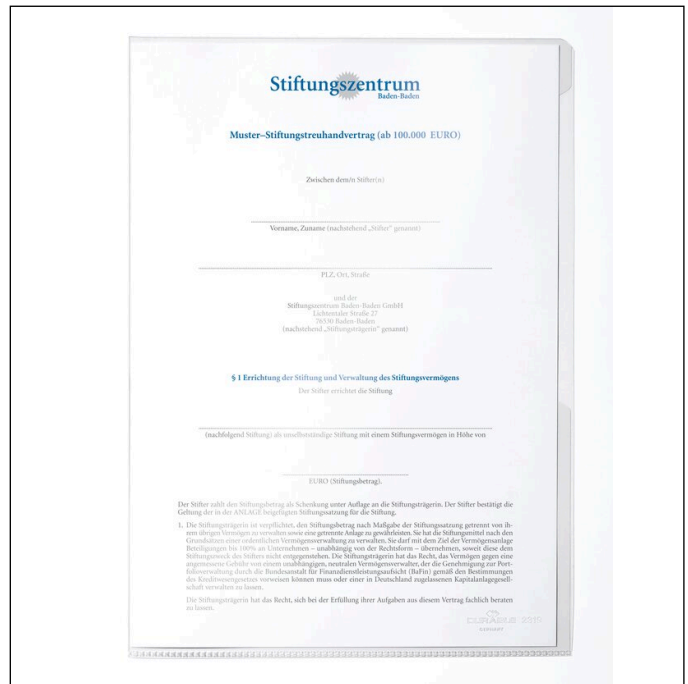 Stiftungszentrum
Baden-Baden
Muster–Stiftungstreuhandvertrag (ab 100.000 EURO)
Zwischen dem/n Stifter(n)
Vorname, Zuname (nachstehend „Stifter“ genannt)
PLZ, Ort, Straße
und der
Stiftungszentrum Baden-Baden GmbH
Lichtentaler Straße 27
76530 Baden-Baden
(nachstehend „Stiftungsträgerin“ genannt)
§ 1 Errichtung der Stiftung und Verwaltung des Stiftungsvermögens
Der Stifter errichtet die Stiftung
(nachfolgend Stiftung) als unselbstständige Stiftung mit einem Stiftungsvermögen in Höhe von
EURO (Stiftungsbetrag).
Der Stifter zahlt den Stiftungsbetrag als Schenkung unter Auflage an die Stiftungsträgerin. Der Stifter bestätigt die
Geltung der in der ANLAGE beigefügten Stiftungssatzung für die Stiftung.
1. Die Stiftungsträgerin ist verpflichtet, den Stiftungsbetrag nach Maßgabe der Stiftungssatzung getrennt von ih-
rem übrigen Vermögen zu verwalten sowie eine getrennte Anlage zu gewährleisten. Sie hat die Stiftungsmittel nach den
Grundsätzen einer ordentlichen Vermögensverwaltung zu verwalten. Sie darf mit dem Ziel der Vermögensanlage
Beteiligungen bis 100% an Unternehmen – unabhängig von der Rechtsform – übernehmen, soweit diese dem
Stiftungszweck des Stifters nicht entgegenstehen. Die Stiftungsträgerin hat das Recht, das Vermögen gegen eine
angemessene Gebühr von einem unabhängigen, neutralen Vermögensverwalter, der die Genehmigung zur Port-
folioverwaltung durch die Bundesanstalt für Finanzdienstleistungsaufsicht (BaFin) gemäß den Bestimmungen
des Kreditwesengesetzes vorweisen können muss oder einer in Deutschland zugelassenen Kapitalanlagegesell-
schaft verwalten zu lassen.
Die Stiftungsträgerin hat das Recht, sich bei der Erfüllung ihrer Aufgaben aus diesem Vertrag fachlich beraten
zu lassen.
DURABLE 2339
GERMANY